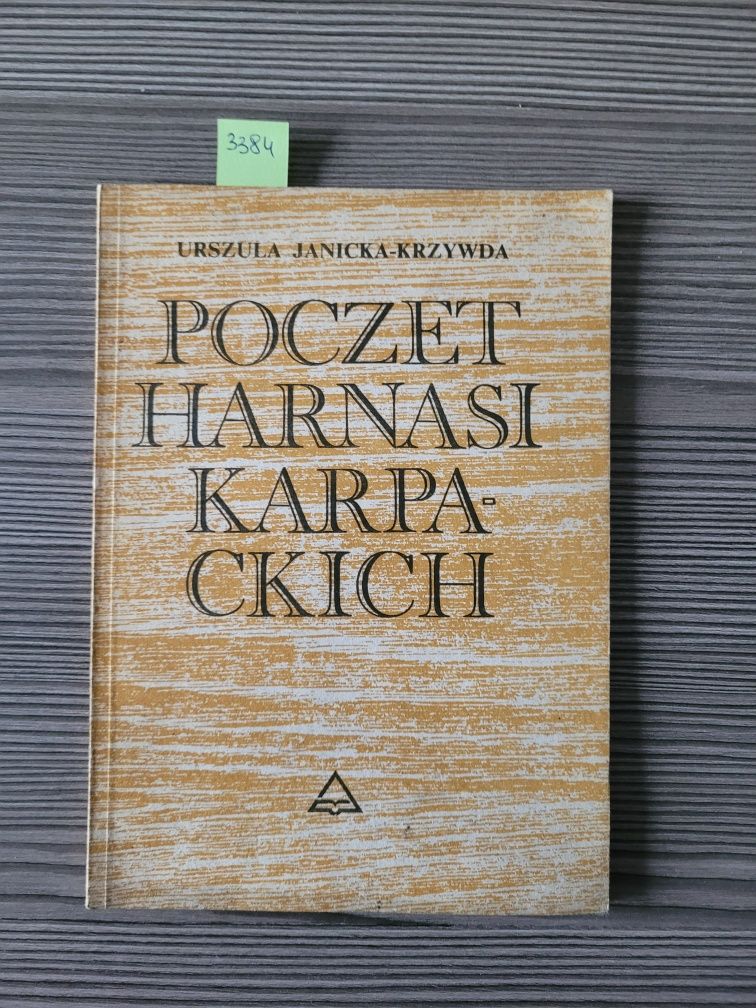 3384
URSZULA JANICKA-KRZYWDA
POCZET
HARNASI
KARPA-
CKICH